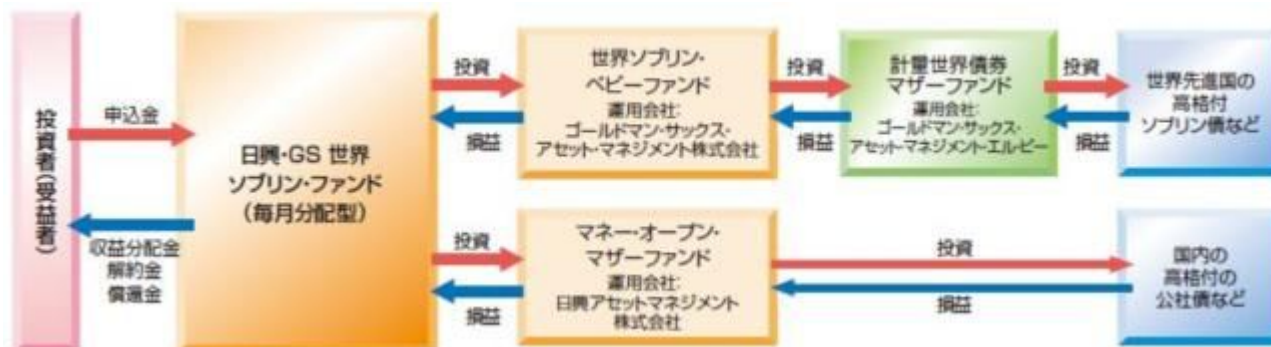 投資者(受益者)
申込金
収益分配金
解約金
償還金
日興・GS 世界
ソブリン・ファンド
(毎月分配型)
投資
損益
世界ソブリン・
ベビーファンド
運用会社:
ゴールドマン・サックス・
アセット・マネジメント株式会社
投資
損益
計量世界債券
マザーファンド
運用会社:
ゴールドマン・サックス・
アセット・マネジメント・エル・ピー
投資
損益
世界先進国の
高格付
ソブリン債など
投資
損益
マネー・オープン・
マザーファンド
運用会社:
日興アセットマネジメント
株式会社
投資
損益
国内の
高格付の
公社債など